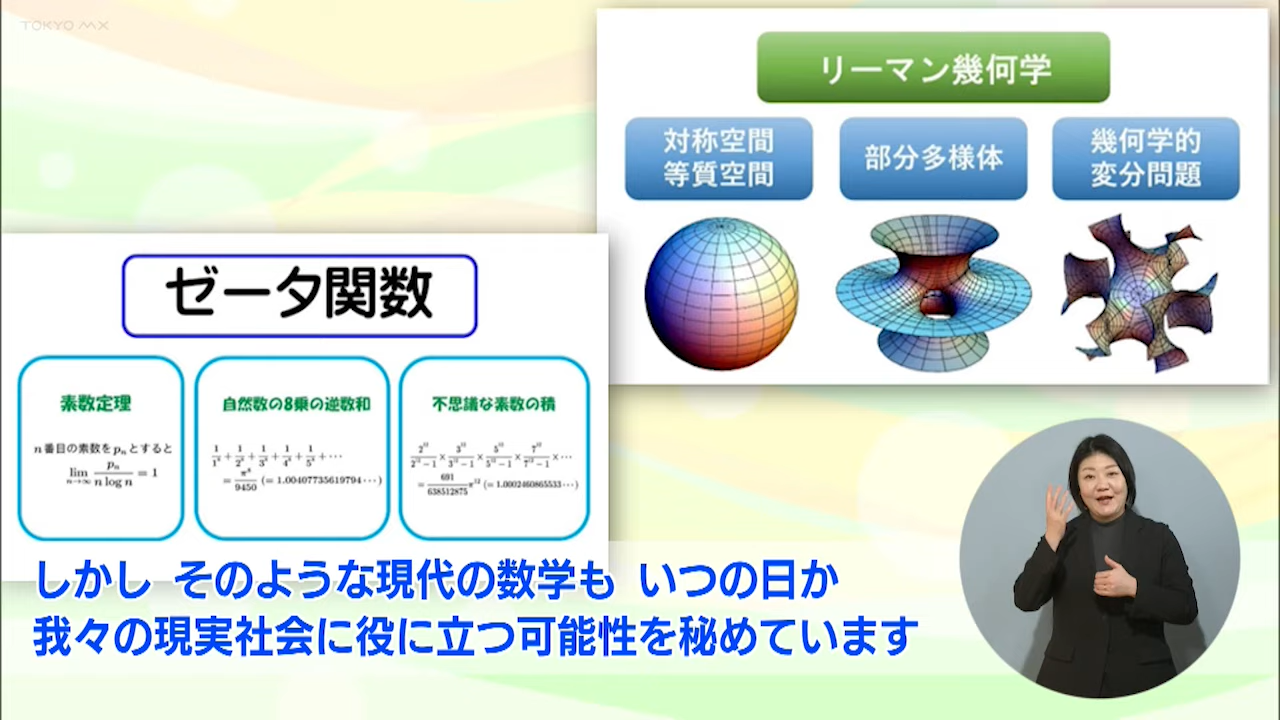 TOKYO MX
リーマン幾何学
対称空間
等質空間
部分多様体
幾何学的
変分問題
ゼータ関数
素数定理
n番目の素数をpₙとすると
lim n→∞ pₙ/(n log n) = 1
自然数の8乗の逆数和
1/1⁸ + 1/2⁸ + 1/3⁸ + 1/4⁸ + 1/5⁸ + ⋯
= π⁸/9450 (= 1.00407735619794⋯)
不思議な素数の積
2¹²/(2¹²−1) × 3¹²/(3¹²−1) × 5¹²/(5¹²−1) × 7¹²/(7¹²−1) × ⋯
= 691/638512875 π¹² (= 1.0002460865533⋯)
しかし そのような現代の数学も いつの日か
我々の現実社会に役に立つ可能性を秘めています